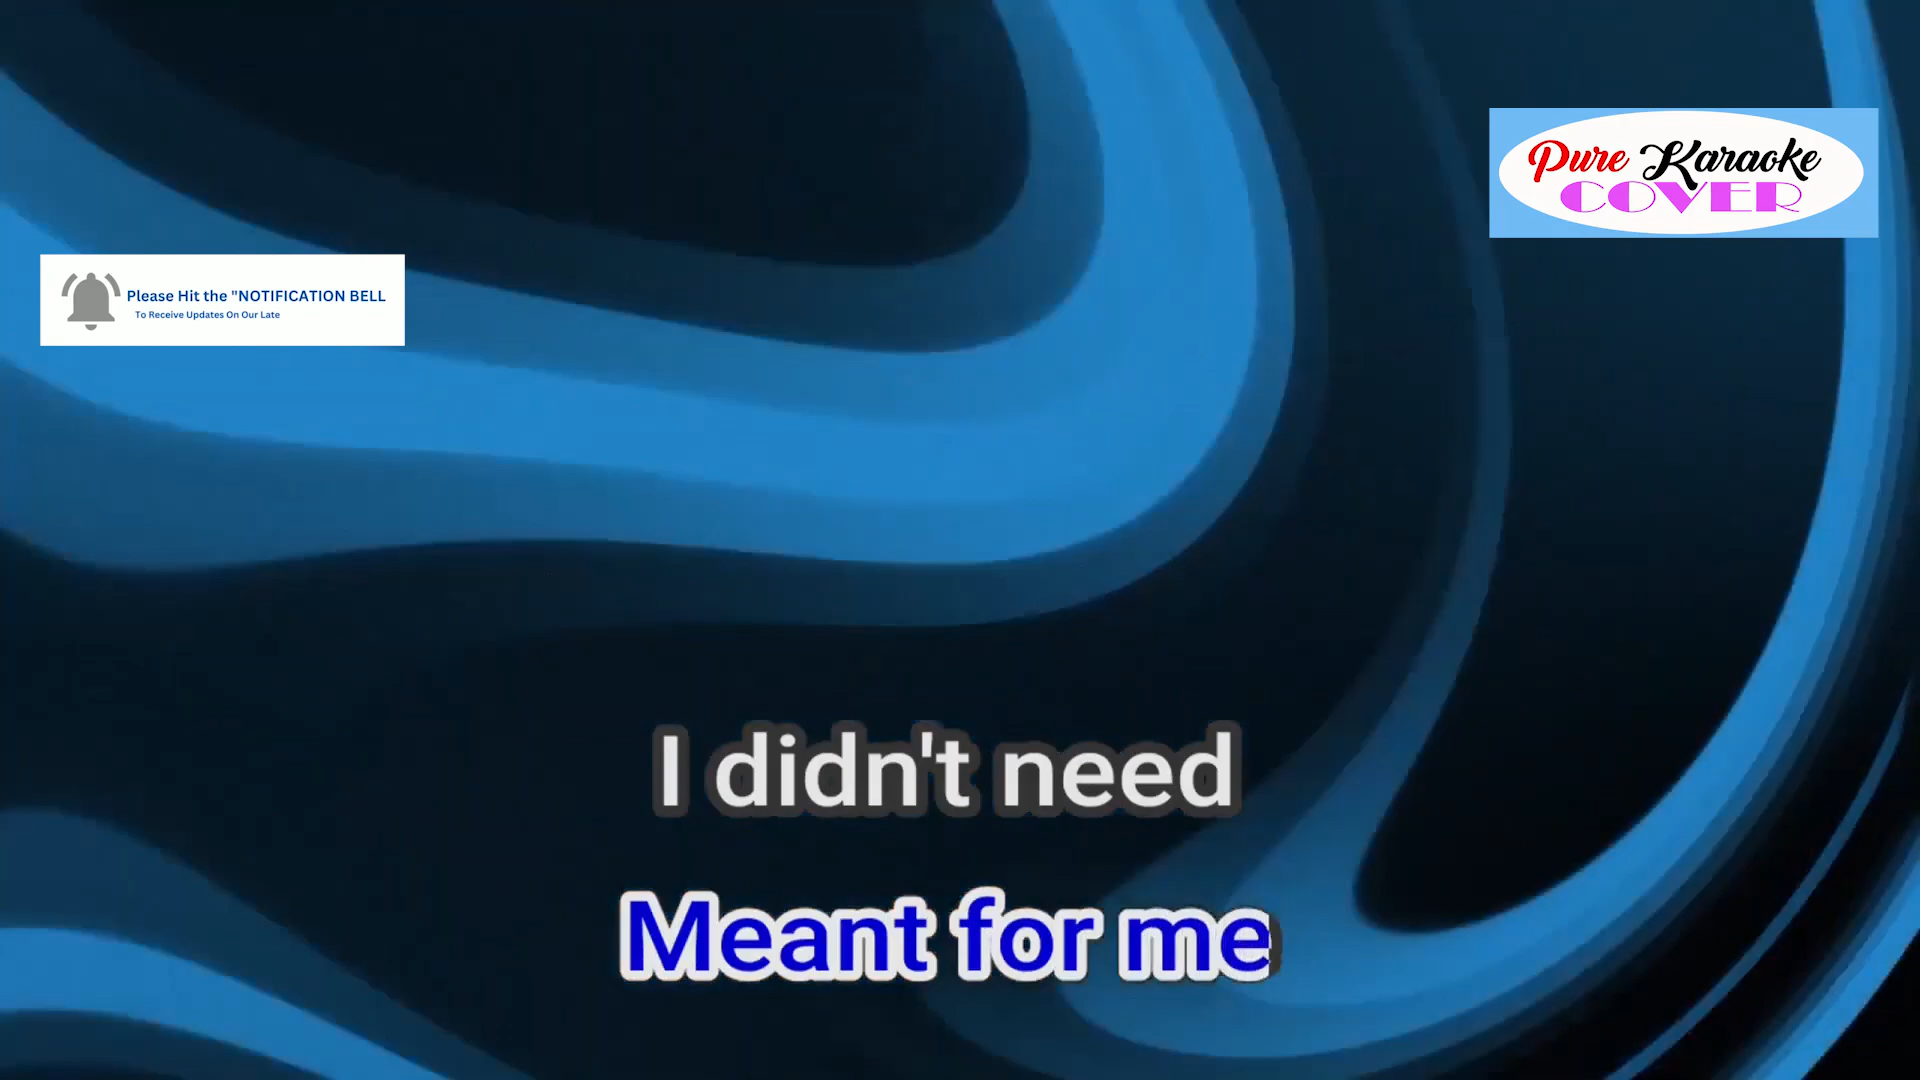 Pure Karaoke
COVER
Please Hit the "NOTIFICATION BELL
To Receive Updates On Our Late
I didn't need
Meant for me